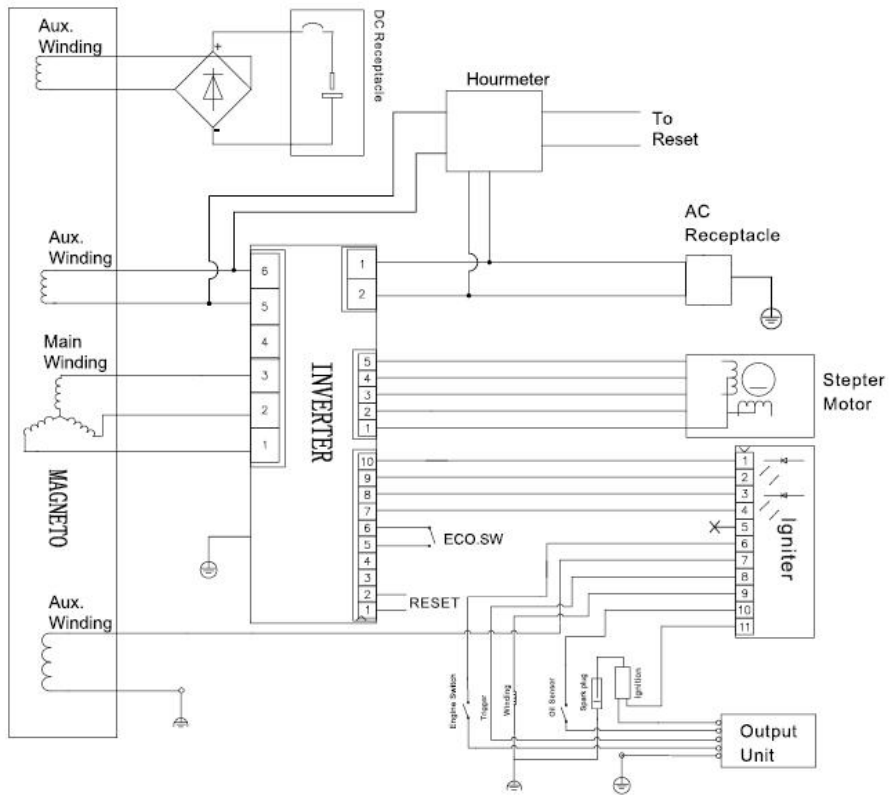 Aux.
Winding
DC Receptacle
+
-
Hourmeter
To
Reset
Aux.
Winding
AC
Receptacle
6
5
4
3
2
1
1
2
INVERTER
Main
Winding
MAGNETO
5
4
3
2
1
Stepter
Motor
10
9
8
7
6
5
4
3
2
1
ECO.SW
RESET
1
2
3
4
5
6
7
8
9
10
11
Igniter
Aux.
Winding
Engine Switch
Trigger
Winding
Oil Sensor
Spark plug
Ignition
Output
Unit